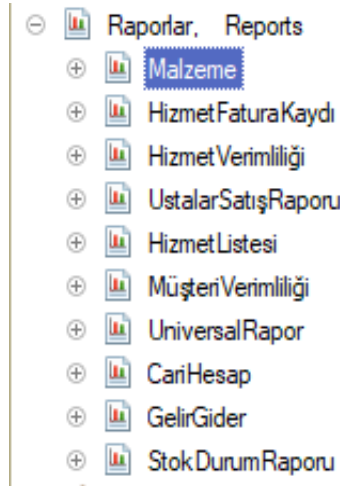 Raporlar, Reports
Malzeme
HizmetFaturaKaydı
HizmetVerimliliği
UstalarSatışRaporu
HizmetListesi
MüşteriVerimliliği
UniversalRapor
CariHesap
GelirGider
StokDurumRaporu